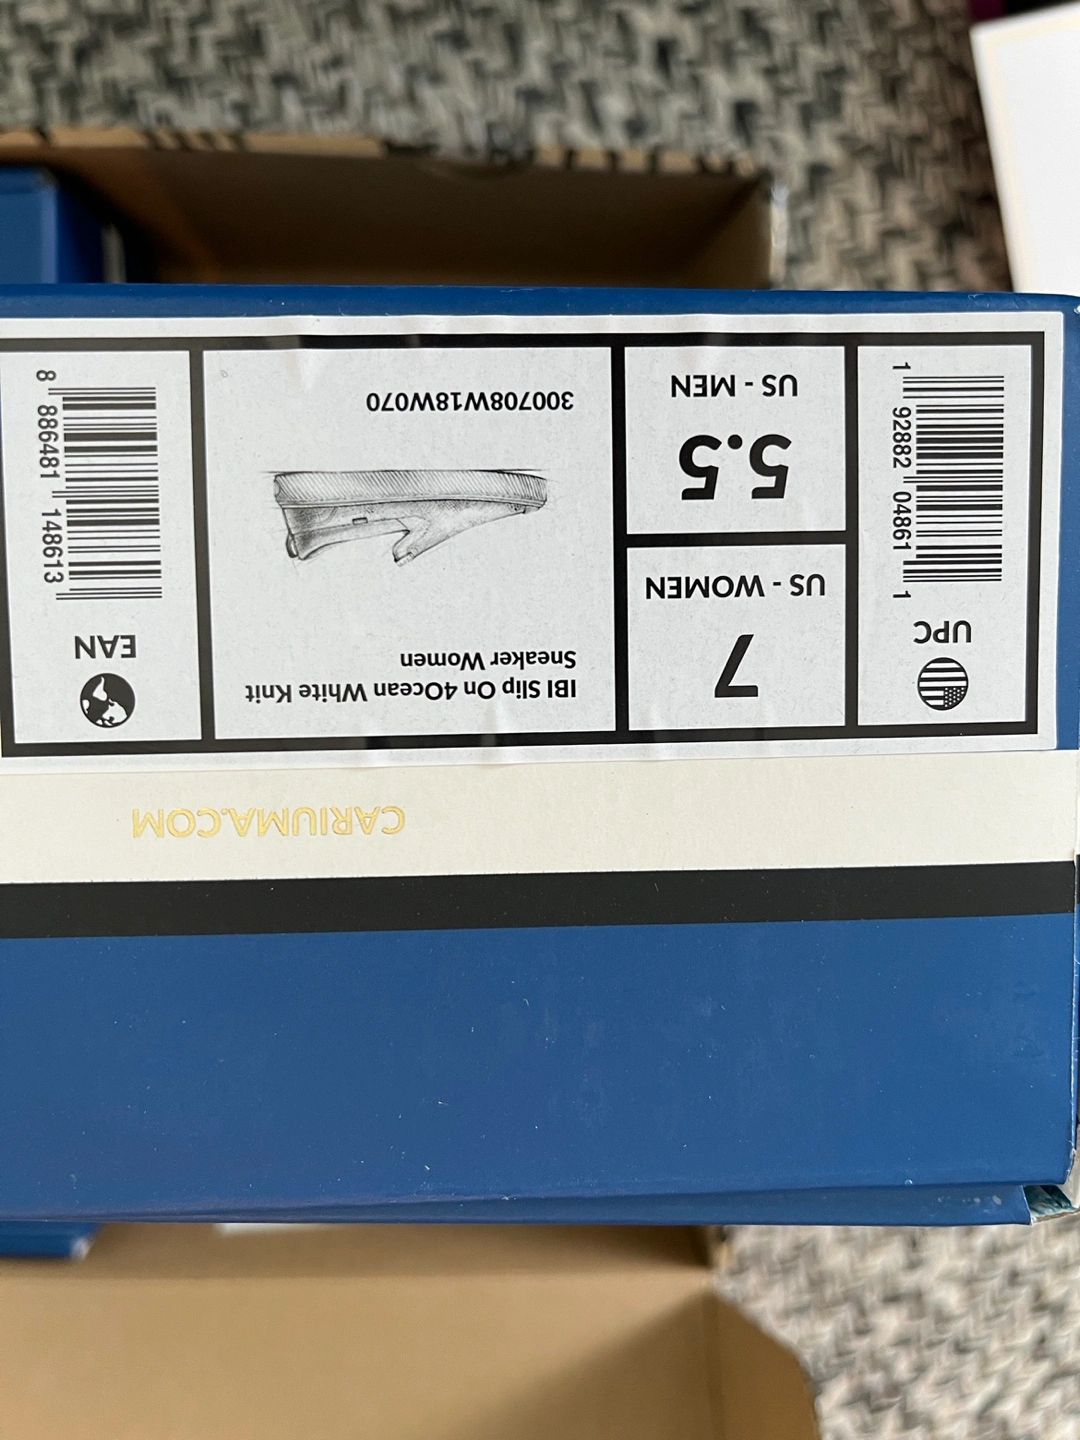 UPC
1 92882 04861 1
US - WOMEN
7
US - MEN
5.5
IBI Slip On 4Ocean White Knit
Sneaker Women
300708W18W070
EAN
8 886481 148613
CARIUMA.COM